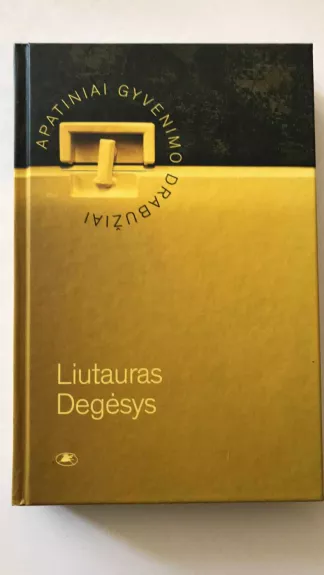 APATINIAI GYVENIMO DRABUŽIAI
Liutauras
Degėsys